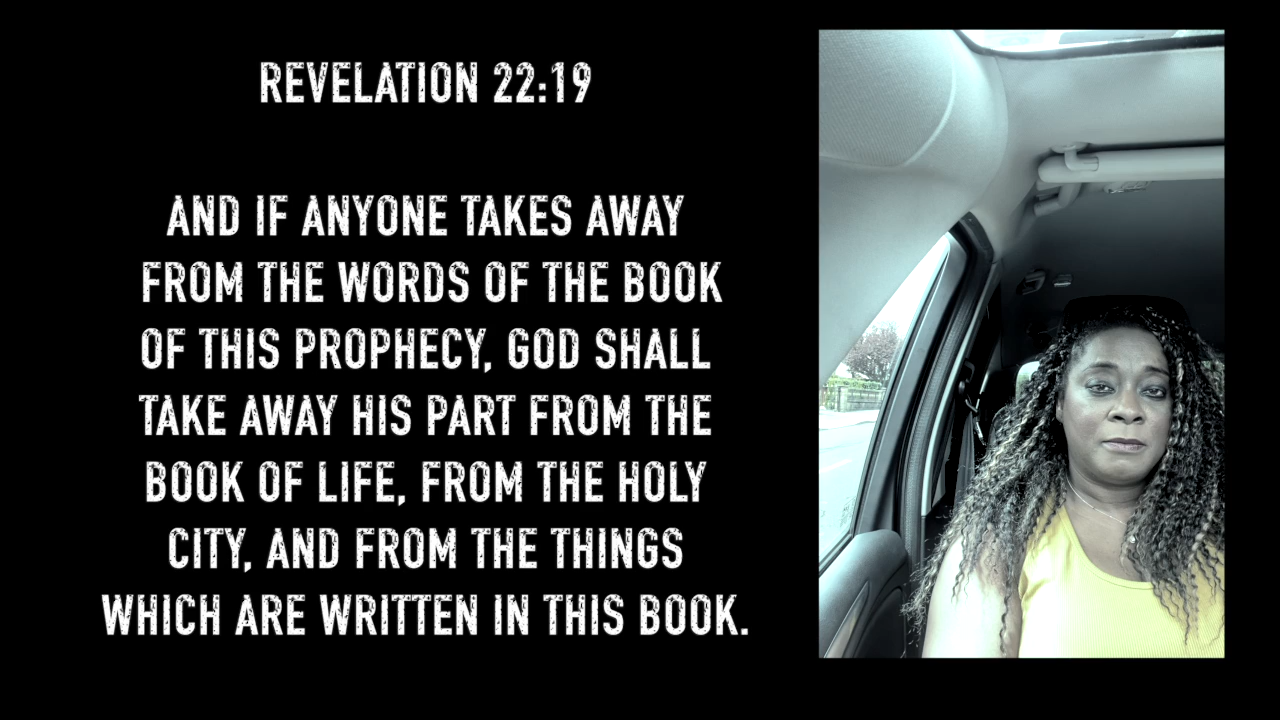 REVELATION 22:19
AND IF ANYONE TAKES AWAY
FROM THE WORDS OF THE BOOK
OF THIS PROPHECY, GOD SHALL
TAKE AWAY HIS PART FROM THE
BOOK OF LIFE, FROM THE HOLY
CITY, AND FROM THE THINGS
WHICH ARE WRITTEN IN THIS BOOK.